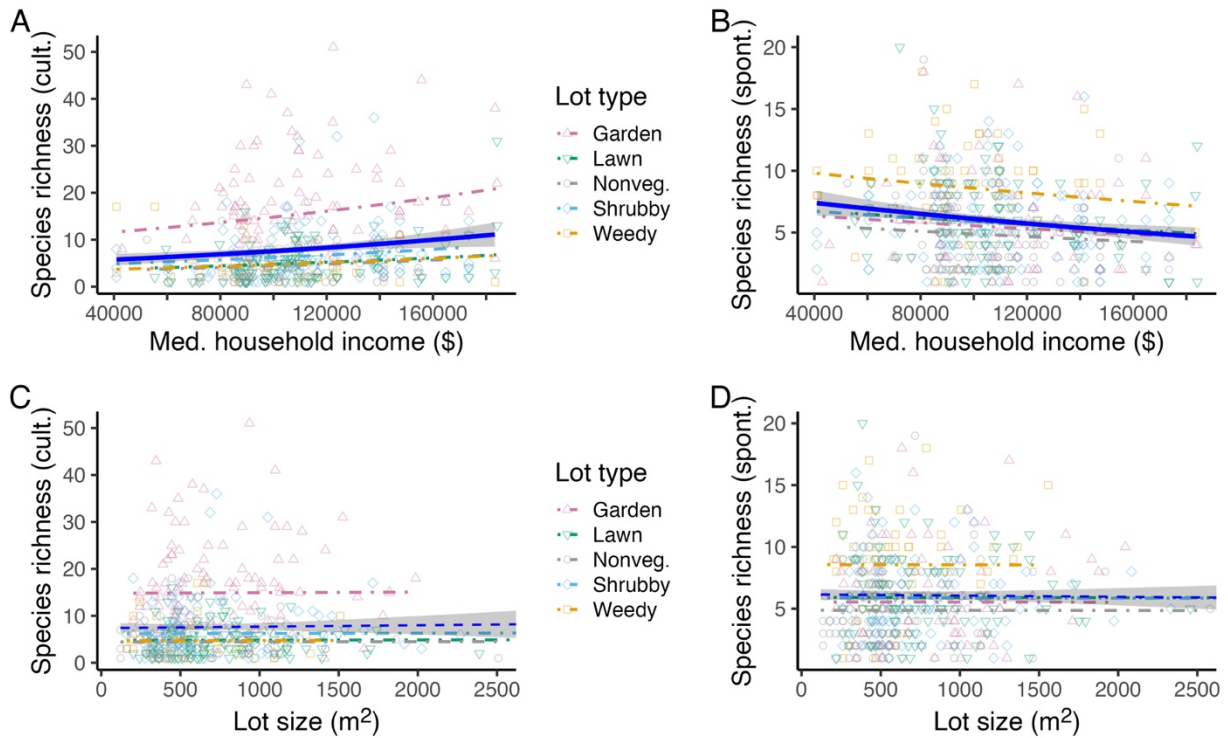 A
Species richness (cult.)
50
40
30
20
10
0
40000 80000 120000 160000
Med. household income ($)
Lot type
Garden
Lawn
Nonveg.
Shrubby
Weedy
B
Species richness (spont.)
20
15
10
5
40000 80000 120000 160000
Med. household income ($)
C
Species richness (cult.)
50
40
30
20
10
0
0 500 1000 1500 2000 2500
Lot size (m²)
Lot type
Garden
Lawn
Nonveg.
Shrubby
Weedy
D
Species richness (spont.)
20
15
10
5
0 500 1000 1500 2000 2500
Lot size (m²)